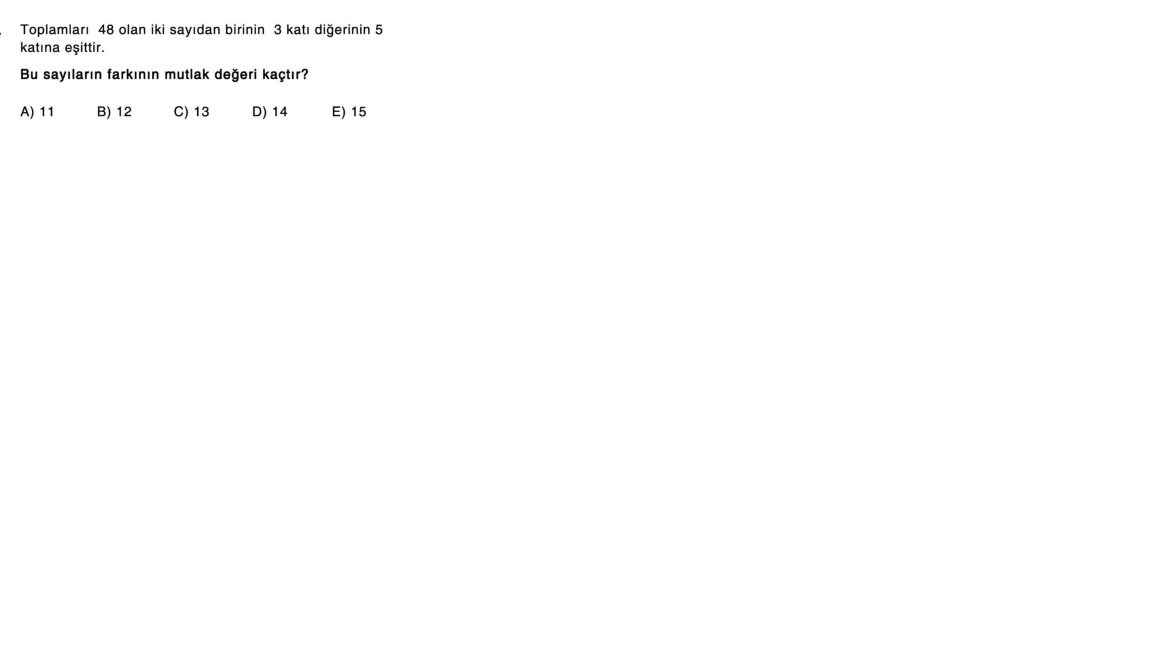 Toplamları 48 olan iki sayıdan birinin 3 katı diğerinin 5
katına eşittir.
Bu sayıların farkının mutlak değeri kaçtır?
A) 11 B) 12 C) 13 D) 14 E) 15